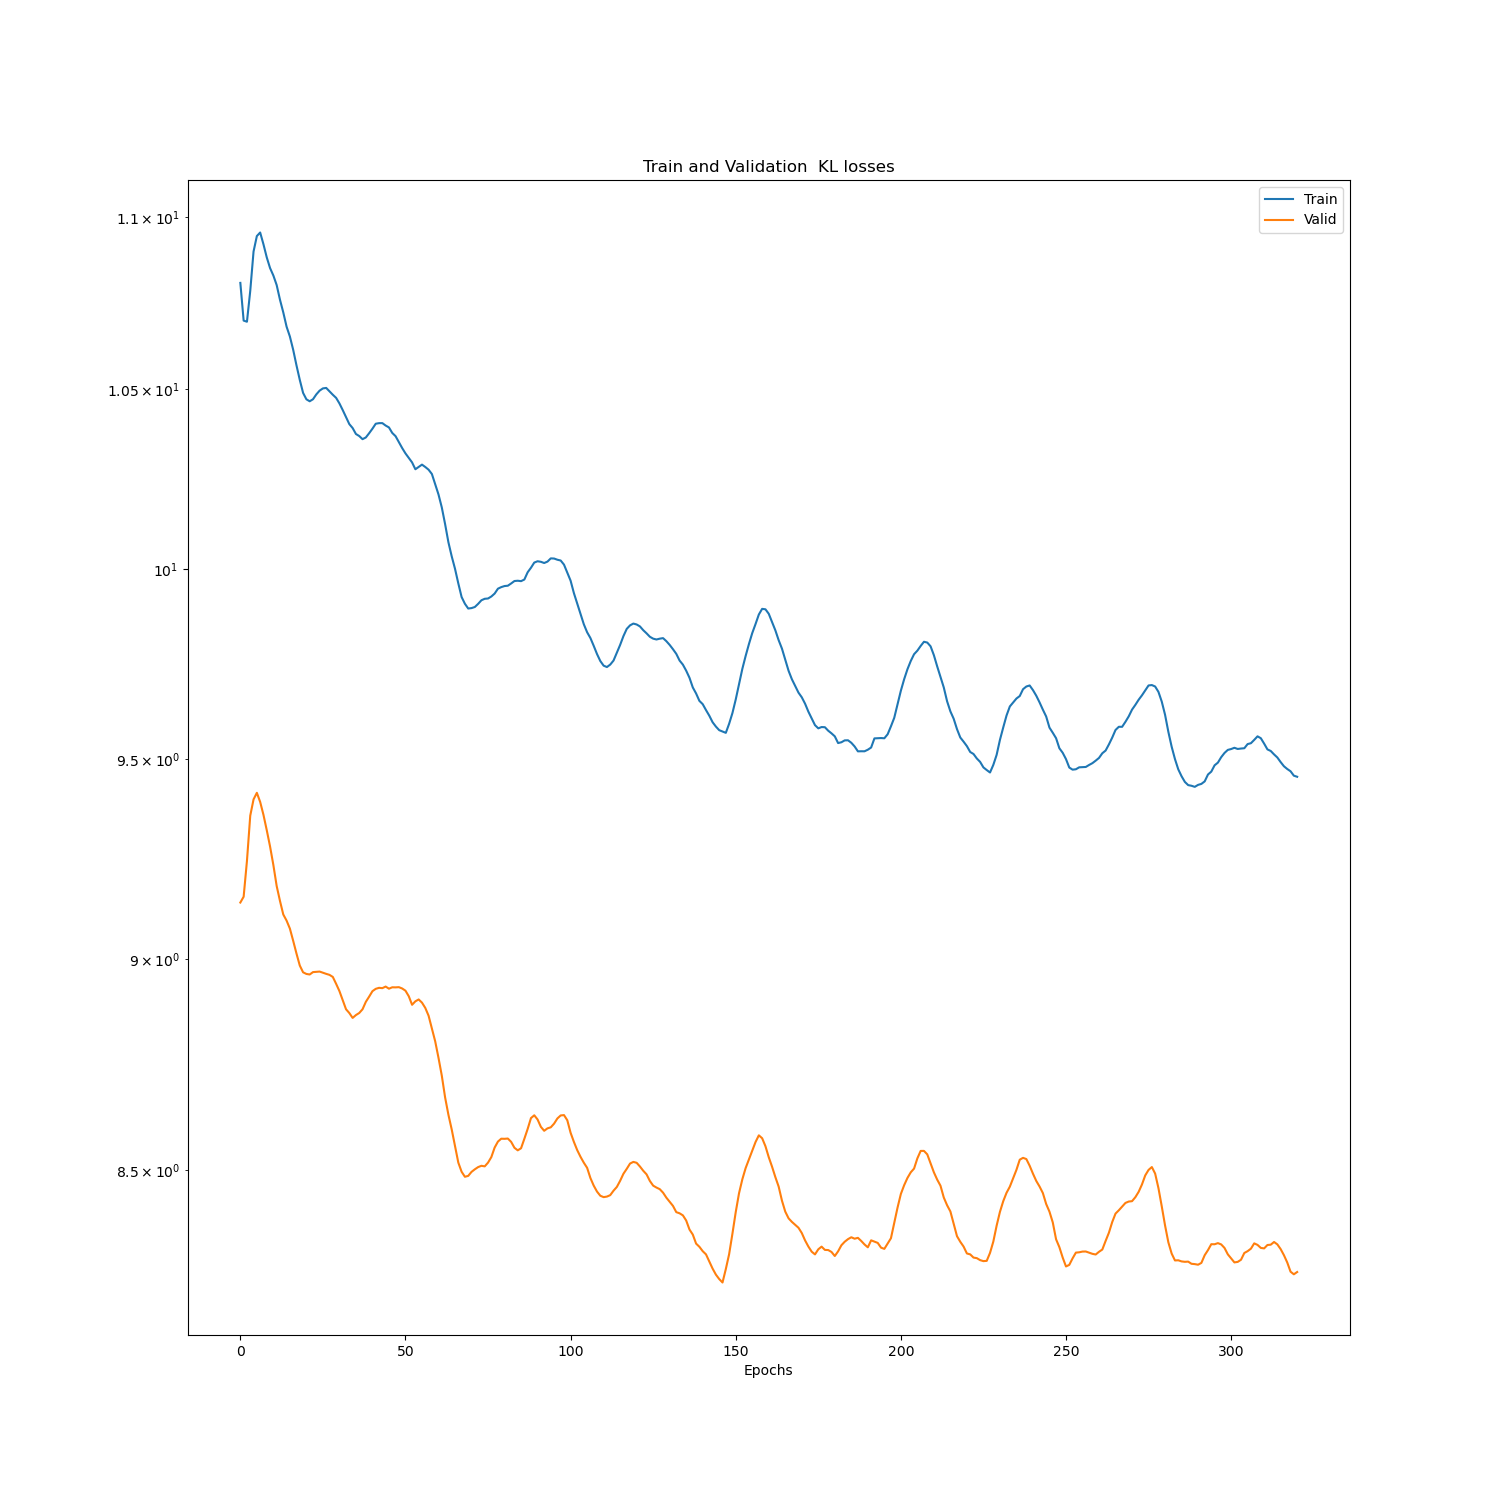 Train and Validation  KL losses
Train
Valid
1.1 × 10¹
1.05 × 10¹
10¹
9.5 × 10⁰
9 × 10⁰
8.5 × 10⁰
0 50 100 150 200 250 300
Epochs